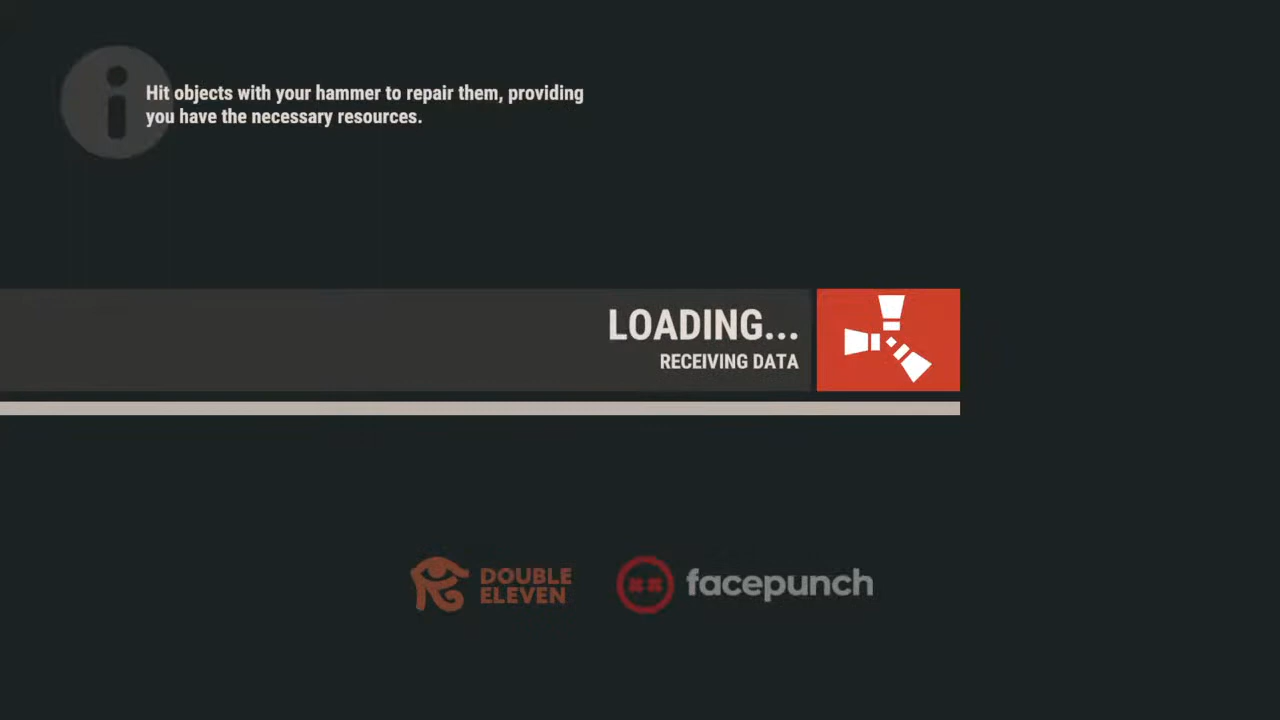 Hit objects with your hammer to repair them, providing
you have the necessary resources.
LOADING...
RECEIVING DATA
DOUBLE
ELEVEN
facepunch